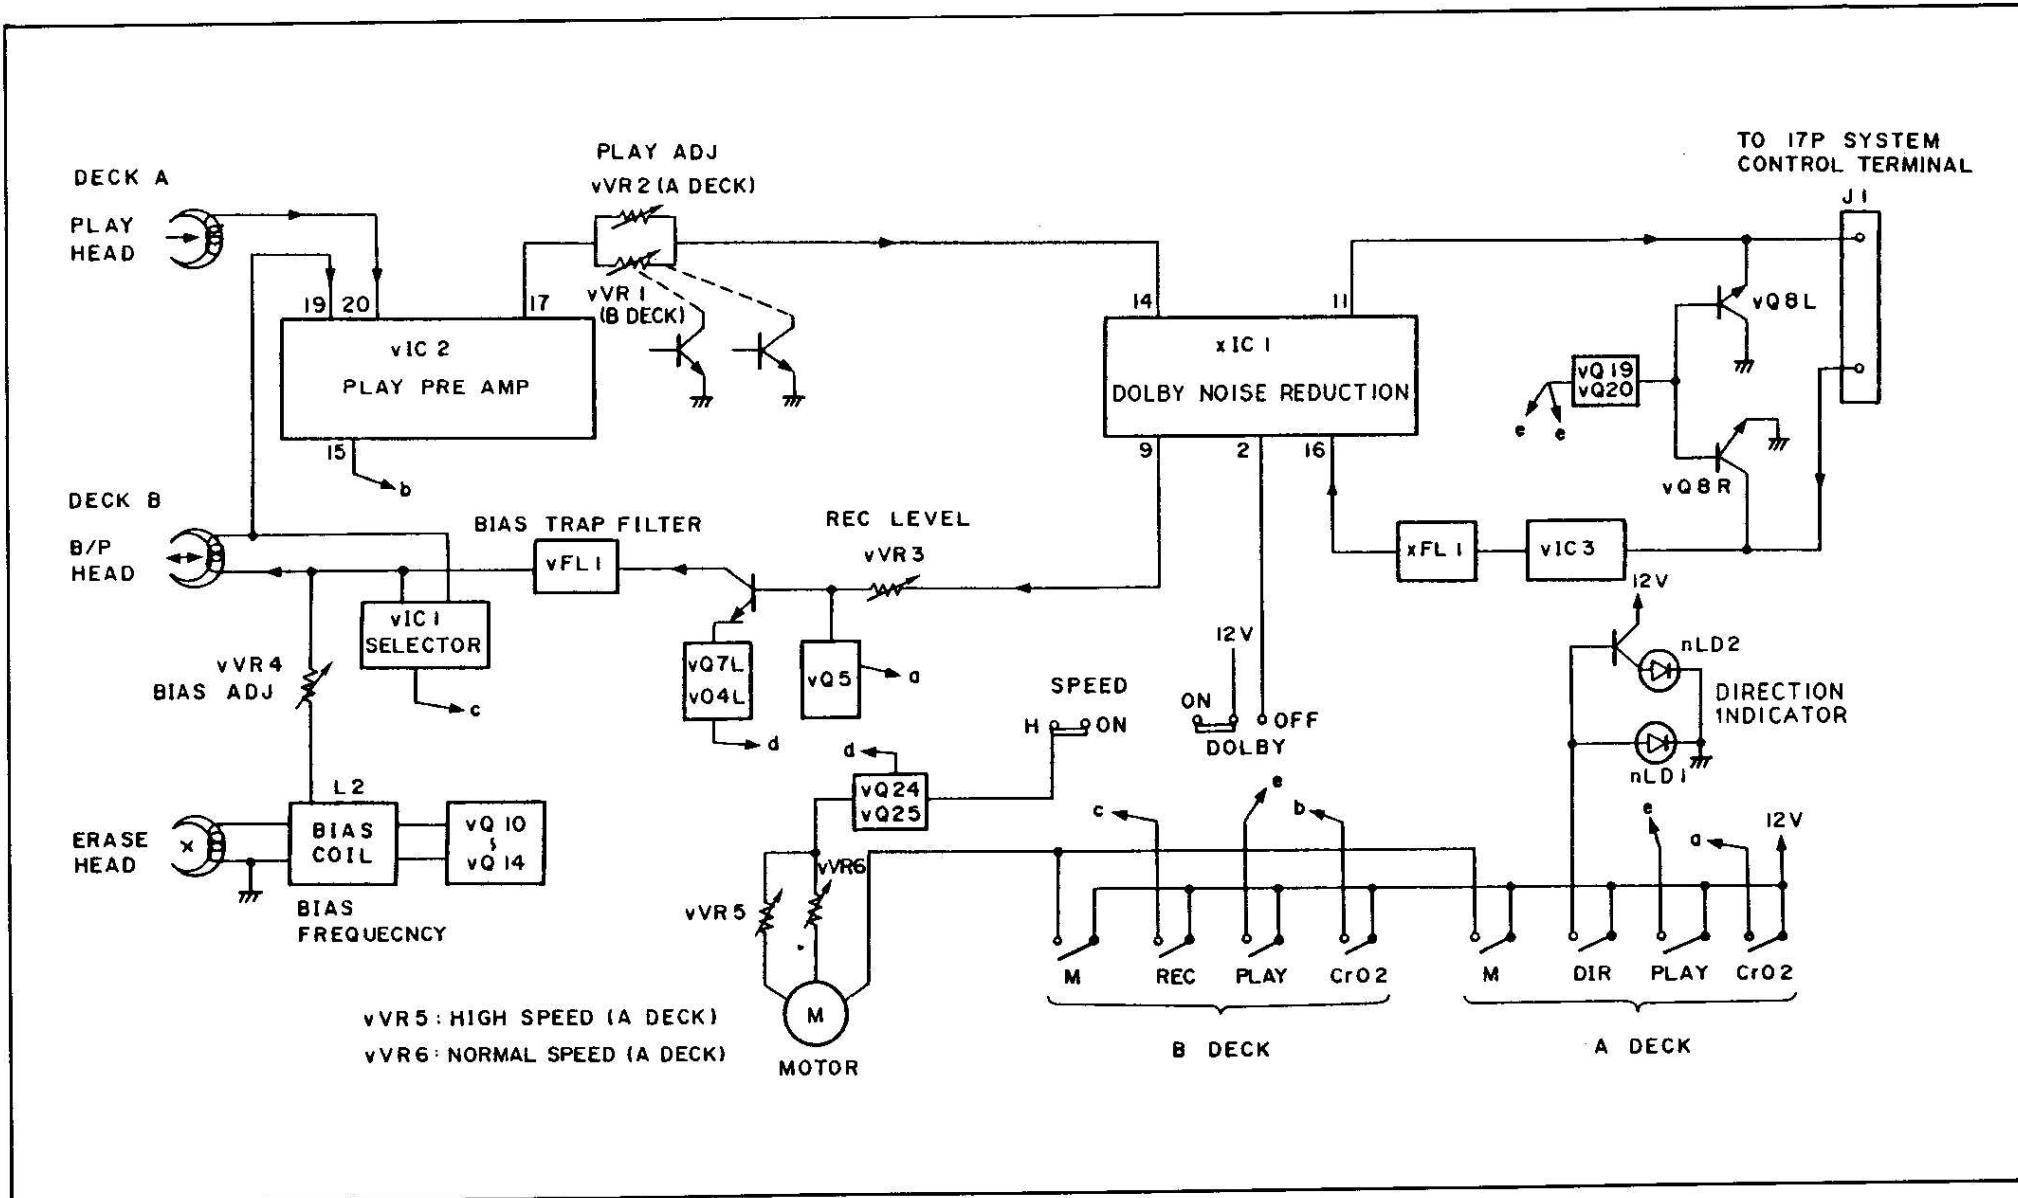 TO 17P SYSTEM
CONTROL TERMINAL
J1
PLAY ADJ
vVR2 (A DECK)
DECK A
PLAY
HEAD
vVR1
(B DECK)
19
20
17
14
11
vIC2
PLAY PRE AMP
xIC1
DOLBY NOISE REDUCTION
vQ8L
vQ19
vQ20
e
e
15
b
9
2
16
vQ8R
DECK B
B/P
HEAD
BIAS TRAP FILTER
vFL1
REC LEVEL
vVR3
xFL1
vIC3
12V
vIC1
SELECTOR
vVR4
BIAS ADJ
c
vQ7L
vO4L
vQ5
a
d
12V
ON
OFF
DOLBY
SPEED
H
ON
nLD2
DIRECTION
INDICATOR
nLD1
d
vQ24
vQ25
L2
BIAS
COIL
vQ10
vQ14
ERASE
HEAD
x
BIAS
FREQUECNCY
c
e
b
e
a
12V
vVR5
vVR6
M
REC
PLAY
CrO2
M
DIR
PLAY
CrO2
M
MOTOR
B DECK
A DECK
vVR5: HIGH SPEED (A DECK)
vVR6: NORMAL SPEED (A DECK)